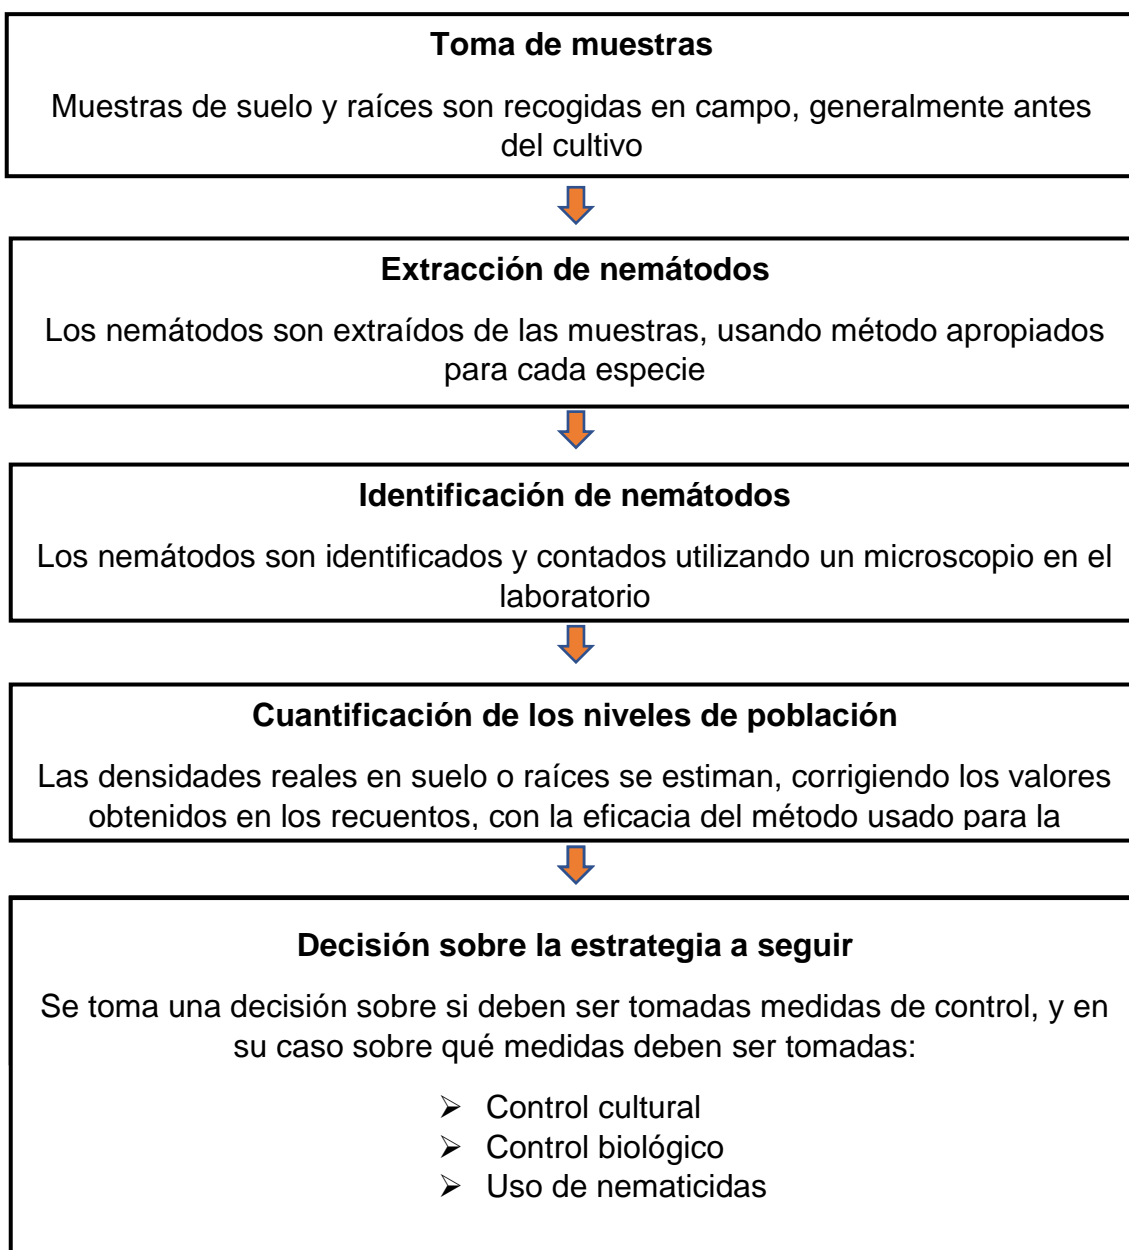 Toma de muestras
Muestras de suelo y raíces son recogidas en campo, generalmente antes
del cultivo
Extracción de nemátodos
Los nemátodos son extraídos de las muestras, usando método apropiados
para cada especie
Identificación de nemátodos
Los nemátodos son identificados y contados utilizando un microscopio en el
laboratorio
Cuantificación de los niveles de población
Las densidades reales en suelo o raíces se estiman, corrigiendo los valores
obtenidos en los recuentos, con la eficacia del método usado para la
Decisión sobre la estrategia a seguir
Se toma una decisión sobre si deben ser tomadas medidas de control, y en
su caso sobre qué medidas deben ser tomadas:
➢ Control cultural
➢ Control biológico
➢ Uso de nematicidas